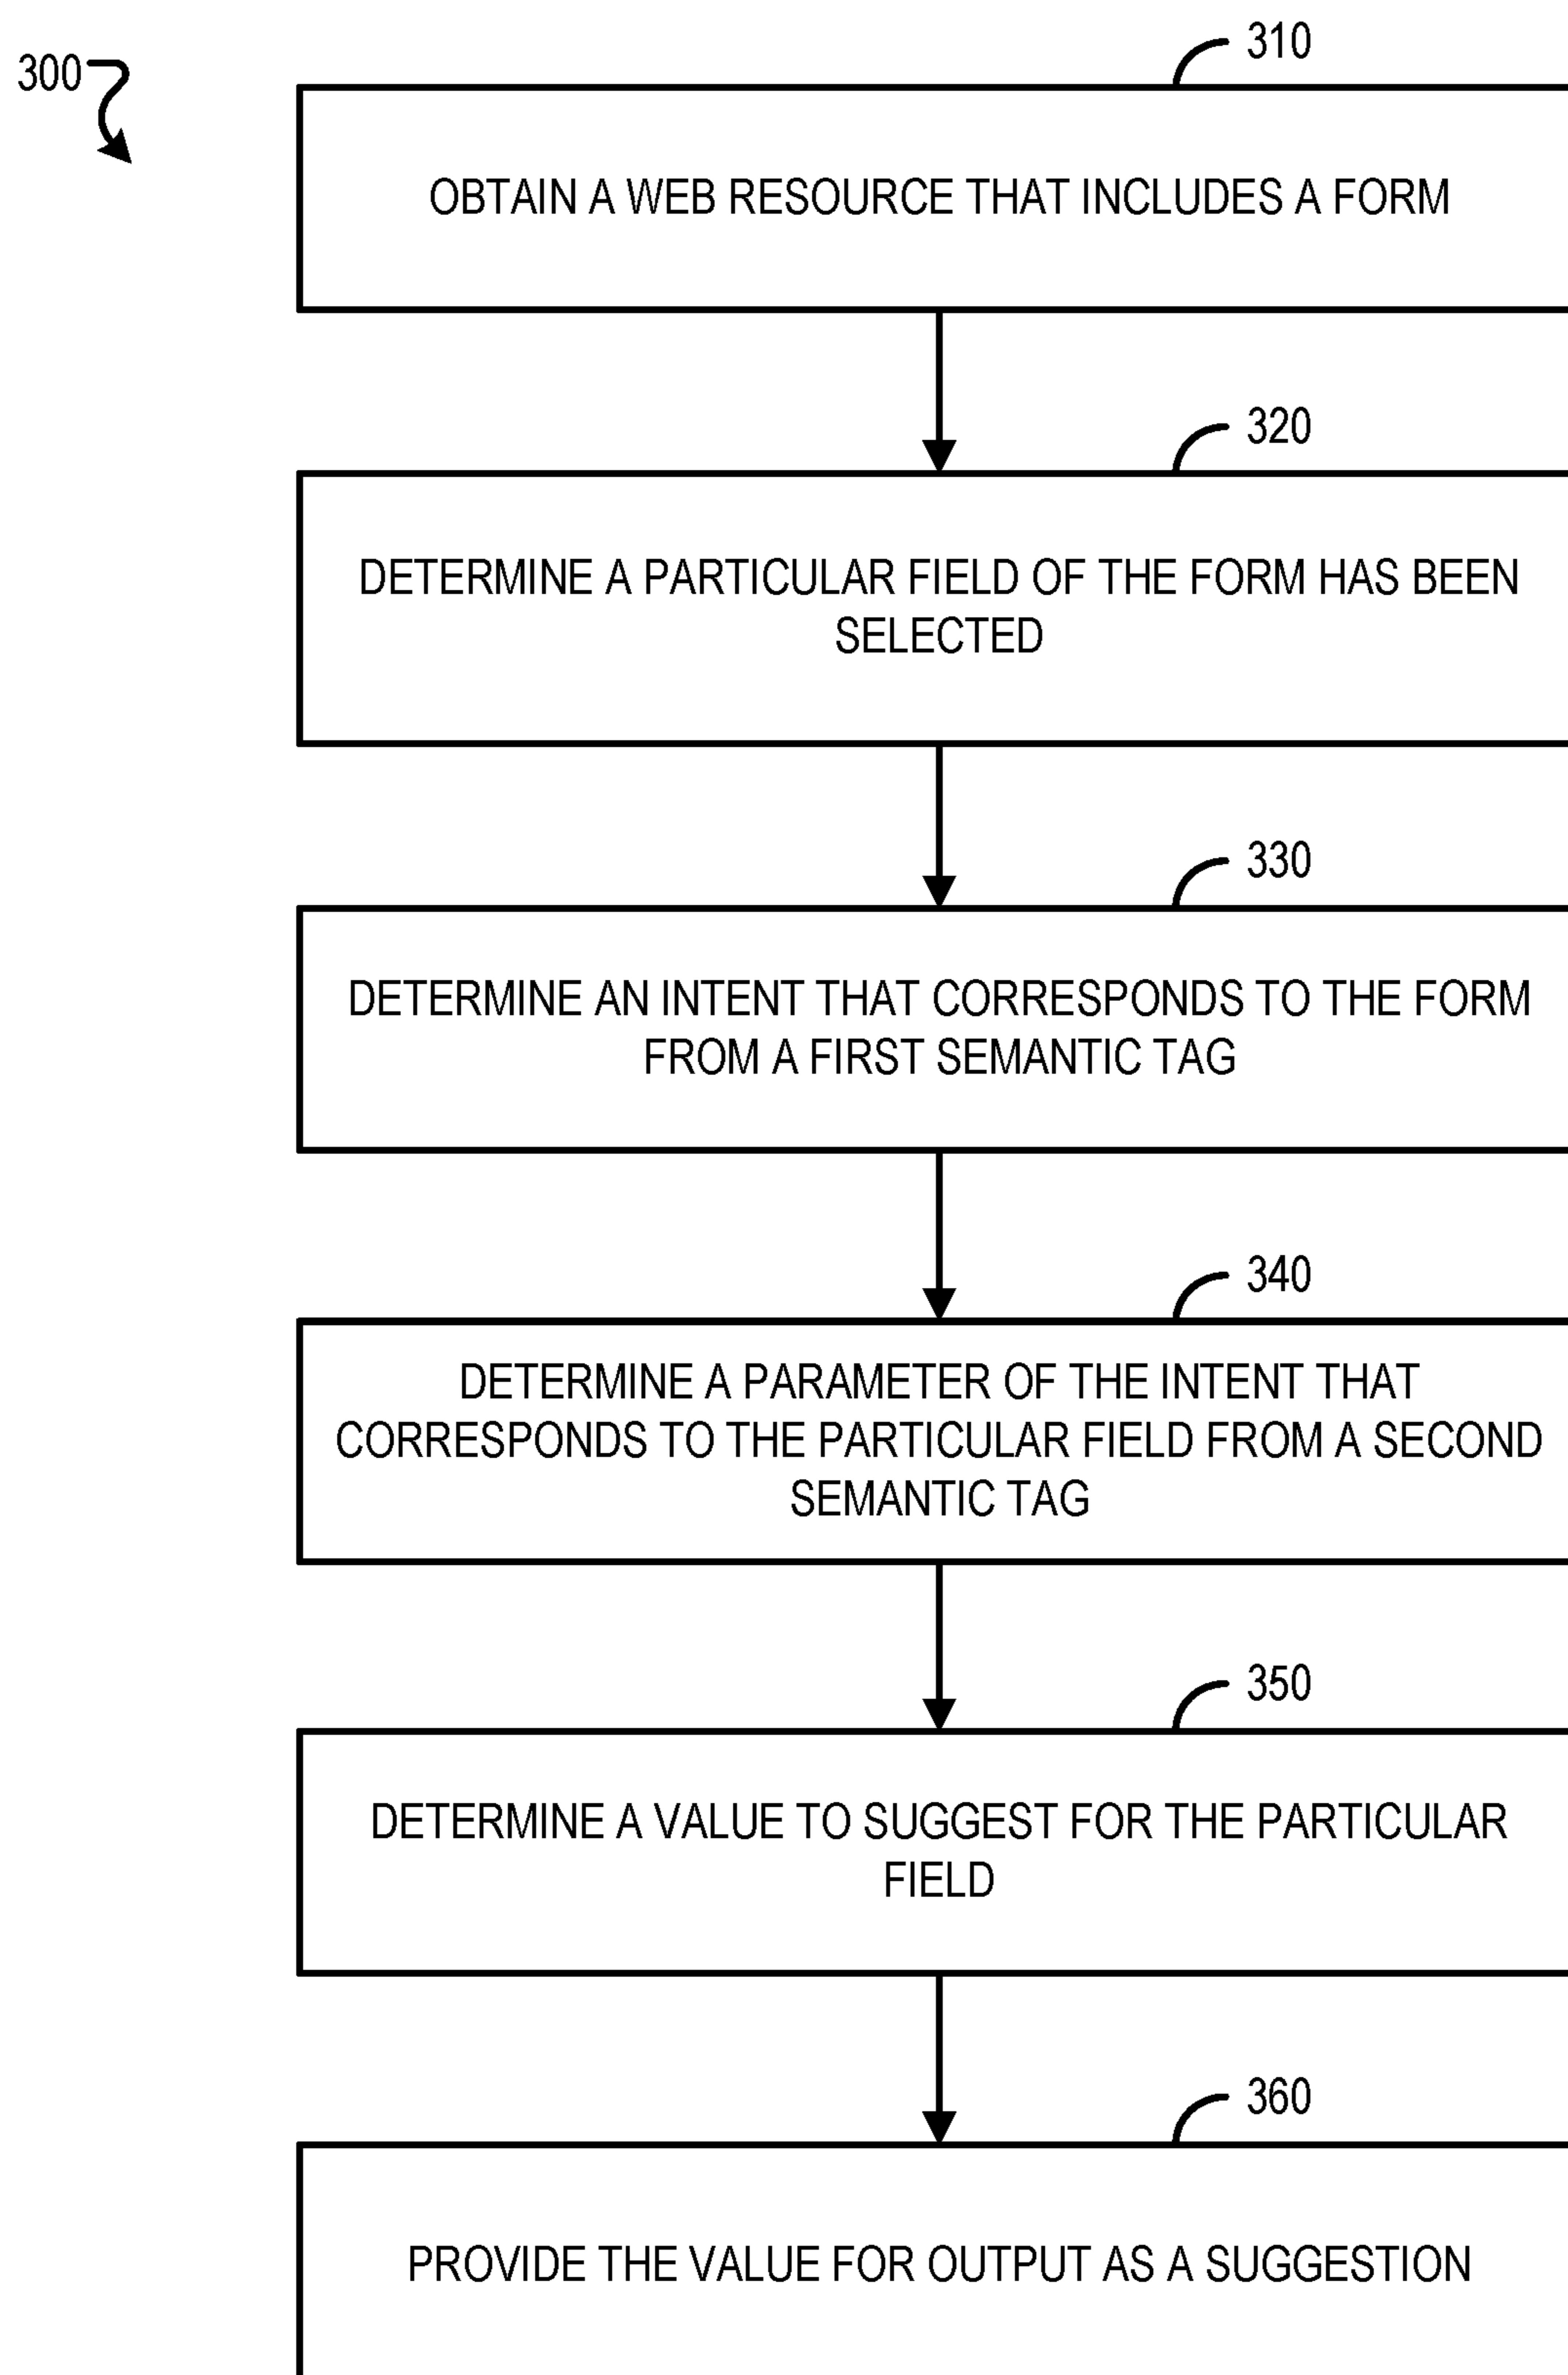 300
310
OBTAIN A WEB RESOURCE THAT INCLUDES A FORM
320
DETERMINE A PARTICULAR FIELD OF THE FORM HAS BEEN
SELECTED
330
DETERMINE AN INTENT THAT CORRESPONDS TO THE FORM
FROM A FIRST SEMANTIC TAG
340
DETERMINE A PARAMETER OF THE INTENT THAT
CORRESPONDS TO THE PARTICULAR FIELD FROM A SECOND
SEMANTIC TAG
350
DETERMINE A VALUE TO SUGGEST FOR THE PARTICULAR
FIELD
360
PROVIDE THE VALUE FOR OUTPUT AS A SUGGESTION